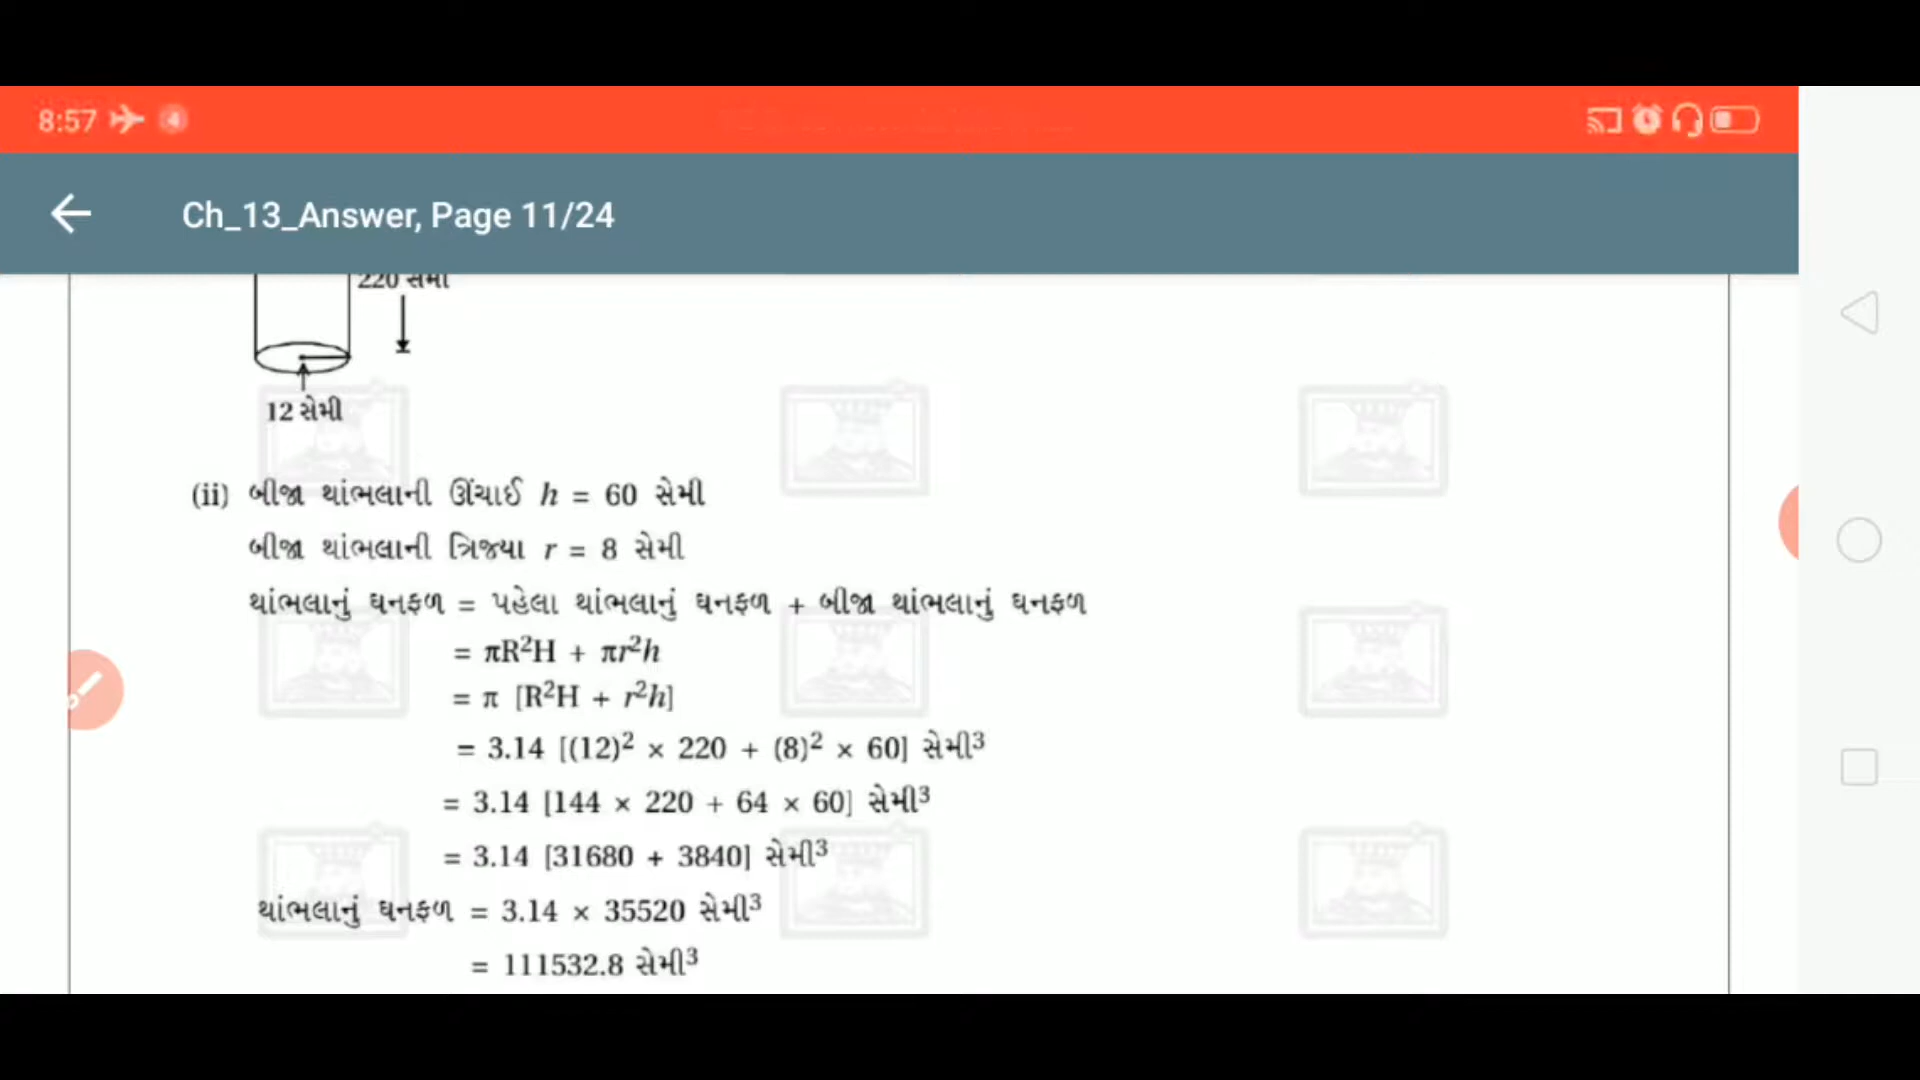 8:57
4
Ch_13_Answer, Page 11/24
220 સેમી
12 સેમી
(ii) બીજા થાંભલાની ઊંચાઈ h = 60 સેમી
બીજા થાંભલાની ત્રિજ્યા r = 8 સેમી
થાંભલાનું ઘનફળ = પહેલા થાંભલાનું ઘનફળ + બીજા થાંભલાનું ઘનફળ
= πR²H + πr²h
= π [R²H + r²h]
= 3.14 [(12)² × 220 + (8)² × 60] સેમી³
= 3.14 [144 × 220 + 64 × 60] સેમી³
= 3.14 [31680 + 3840] સેમી³
થાંભલાનું ઘનફળ = 3.14 × 35520 સેમી³
= 111532.8 સેમી³